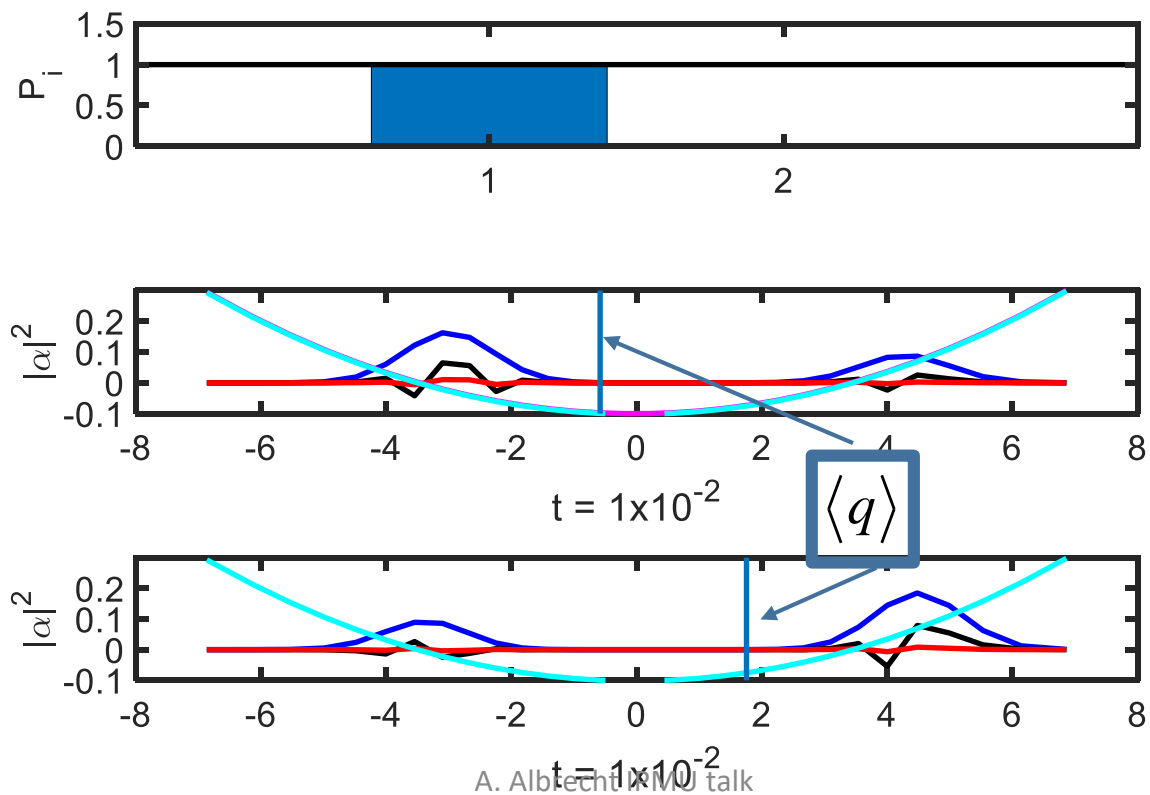 1.5
1
0.5
0
P_i
1 2
0.2
0.1
0
-0.1
|α|^2
-8 -6 -4 -2 0 2 4 6 8
t = 1x10^-2
⟨q⟩
0.2
0.1
0
-0.1
|α|^2
-8 -6 -4 -2 0 2 4 6 8
t = 1x10^-2
A. Albrecht IPMU talk